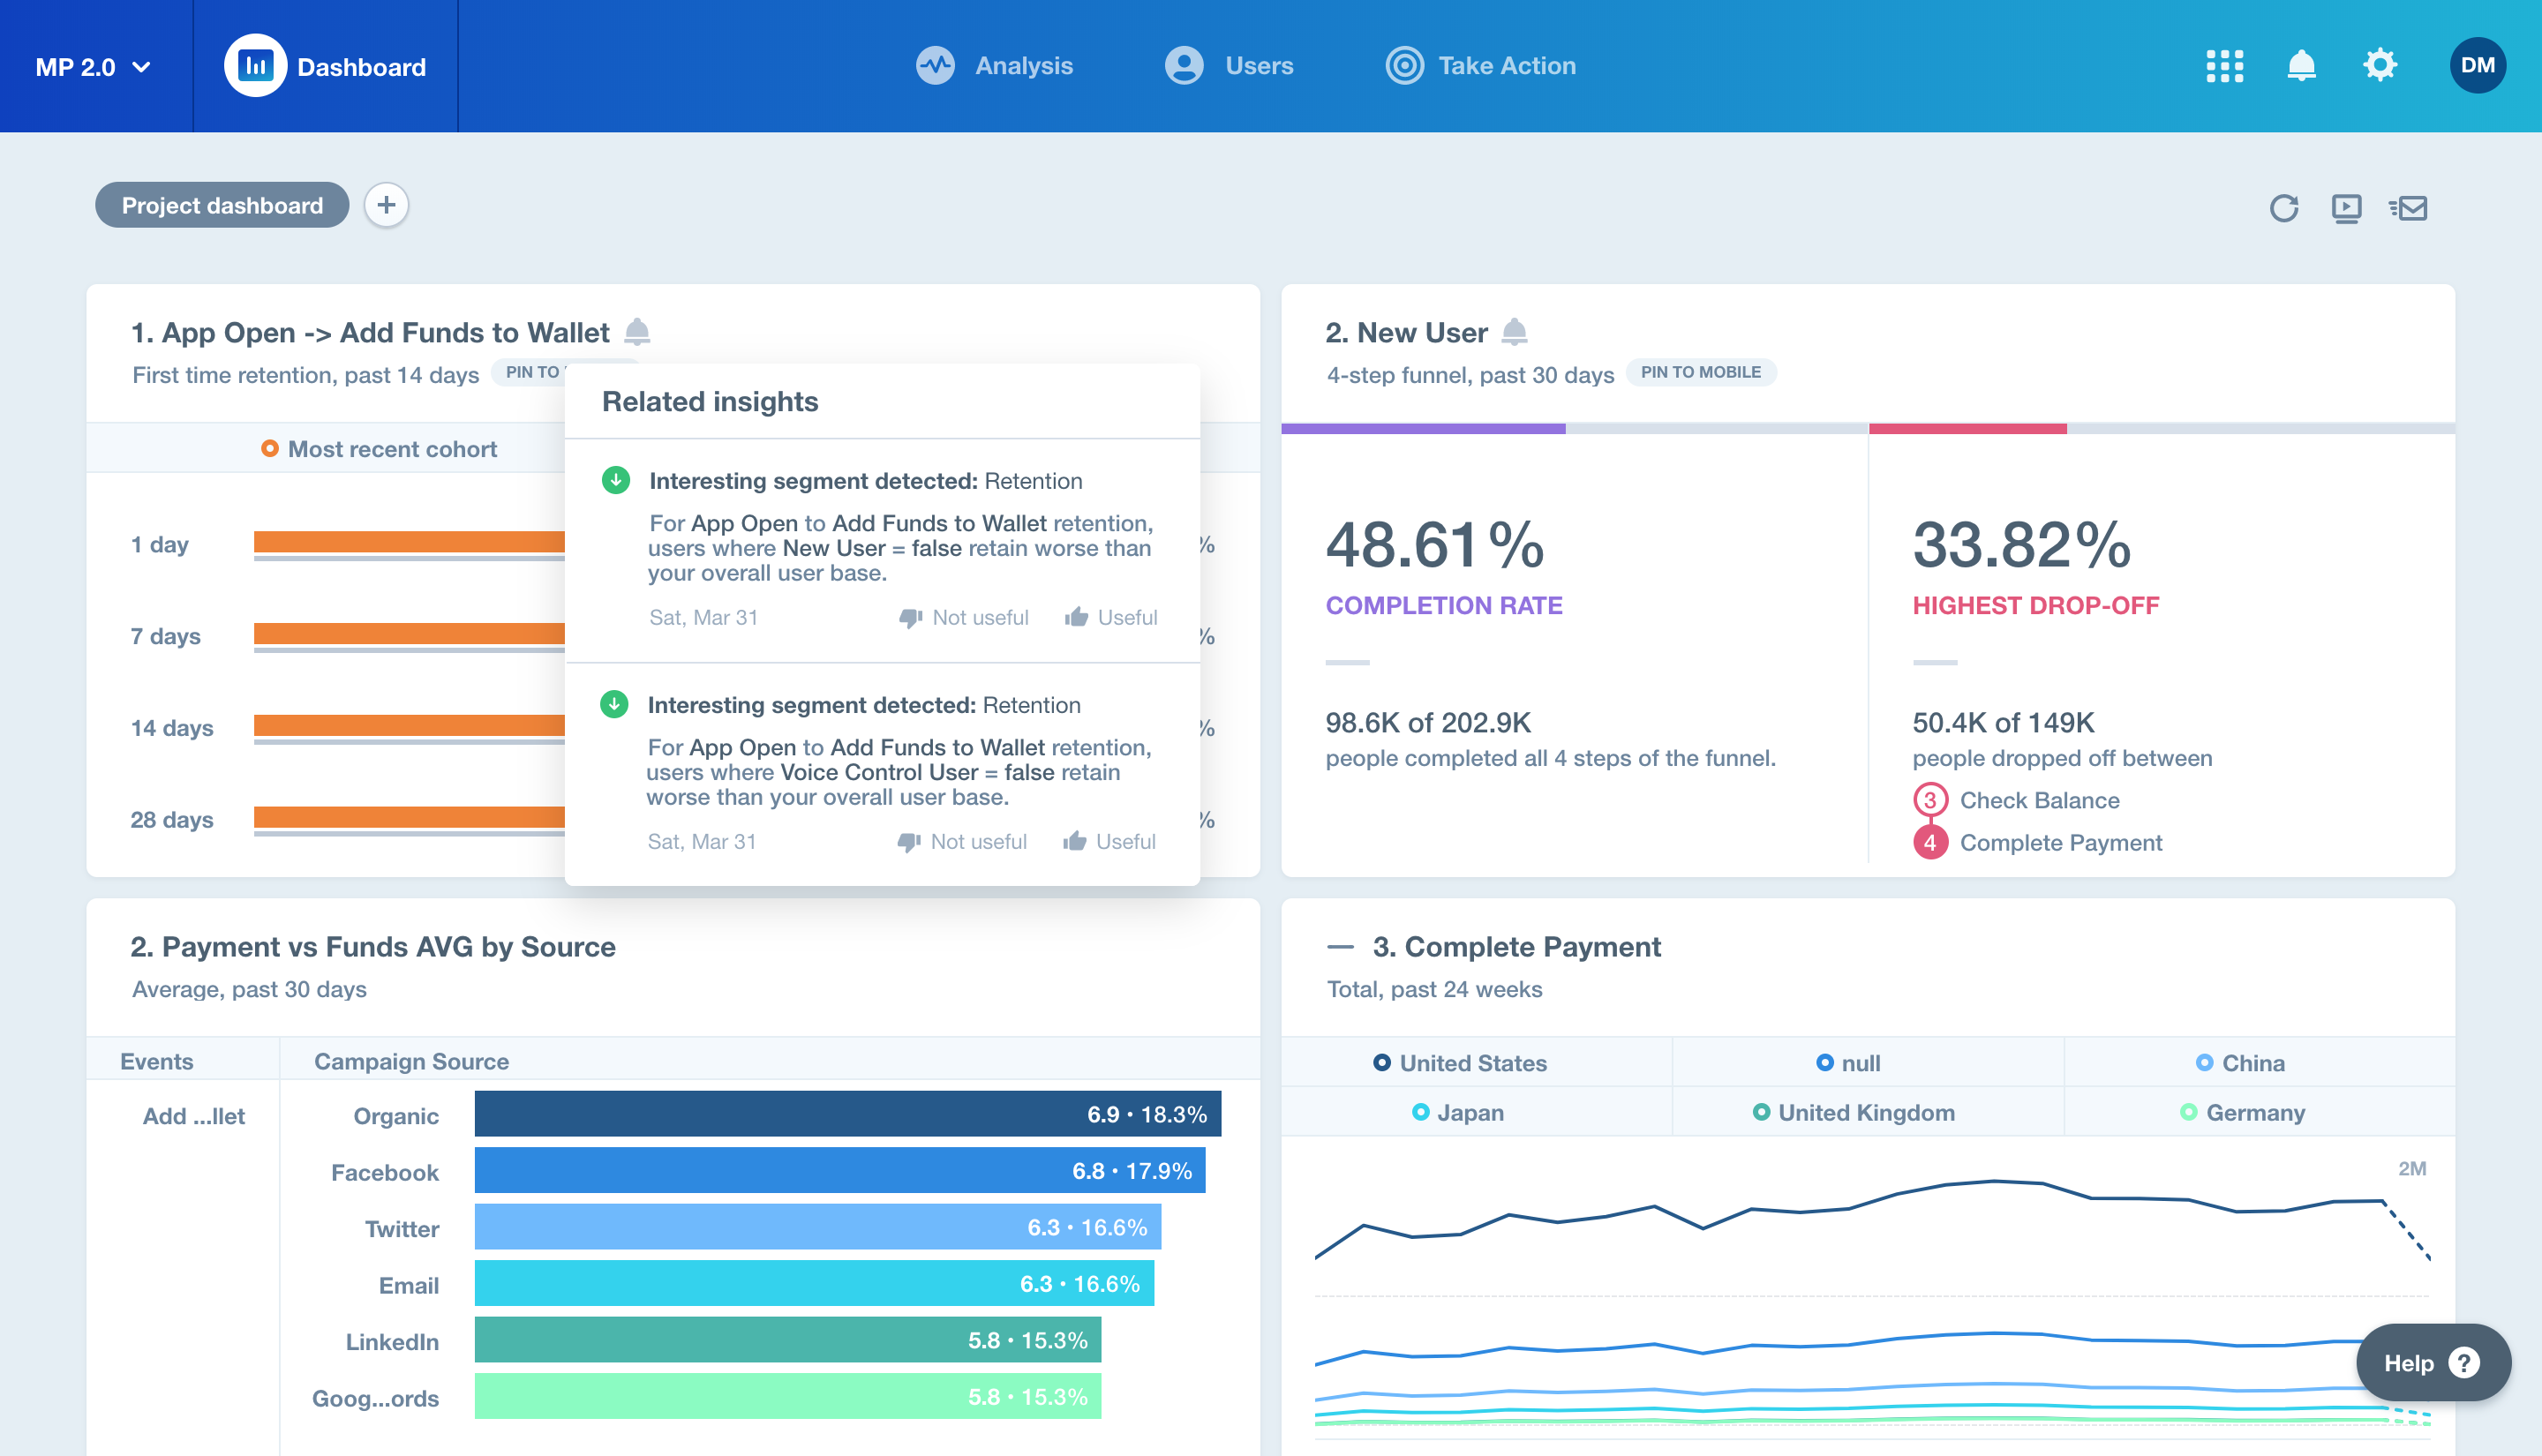 MP 2.0
Dashboard
Analysis
Users
Take Action
DM
Project dashboard
1. App Open -> Add Funds to Wallet
First time retention, past 14 days
PIN TO
Most recent cohort
1 day
%
7 days
%
14 days
%
28 days
%
Related insights
Interesting segment detected: Retention
For App Open to Add Funds to Wallet retention,
users where New User = false retain worse than
your overall user base.
Sat, Mar 31
Not useful
Useful
Interesting segment detected: Retention
For App Open to Add Funds to Wallet retention,
users where Voice Control User = false retain
worse than your overall user base.
Sat, Mar 31
Not useful
Useful
2. New User
4-step funnel, past 30 days
PIN TO MOBILE
48.61%
COMPLETION RATE
98.6K of 202.9K
people completed all 4 steps of the funnel.
33.82%
HIGHEST DROP-OFF
50.4K of 149K
people dropped off between
3 Check Balance
4 Complete Payment
2. Payment vs Funds AVG by Source
Average, past 30 days
Events
Campaign Source
Add ...llet
Organic
6.9 • 18.3%
Facebook
6.8 • 17.9%
Twitter
6.3 • 16.6%
Email
6.3 • 16.6%
LinkedIn
5.8 • 15.3%
Goog...ords
5.8 • 15.3%
3. Complete Payment
Total, past 24 weeks
United States
null
China
Japan
United Kingdom
Germany
2M
Help ?